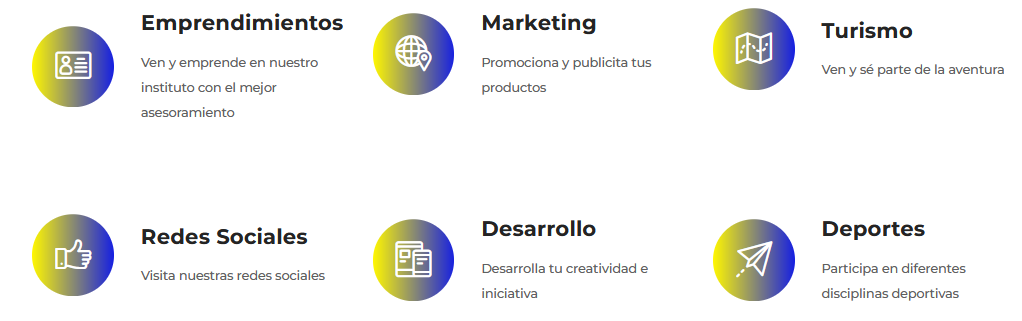 Emprendimientos
Ven y emprende en nuestro
instituto con el mejor
asesoramiento
Marketing
Promociona y publicita tus
productos
Turismo
Ven y sé parte de la aventura
Redes Sociales
Visita nuestras redes sociales
Desarrollo
Desarrolla tu creatividad e
iniciativa
Deportes
Participa en diferentes
disciplinas deportivas